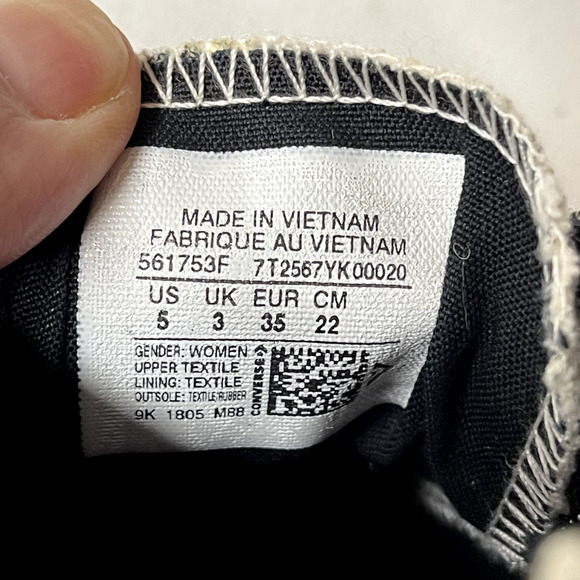 MADE IN VIETNAM
FABRIQUE AU VIETNAM
561753F 7T2567YK00020
US UK EUR CM
5 3 35 22
GENDER: WOMEN
UPPER TEXTILE
LINING: TEXTILE
OUTSOLE: TEXTILE/RUBBER
9K 1805 M88
CONVERSE